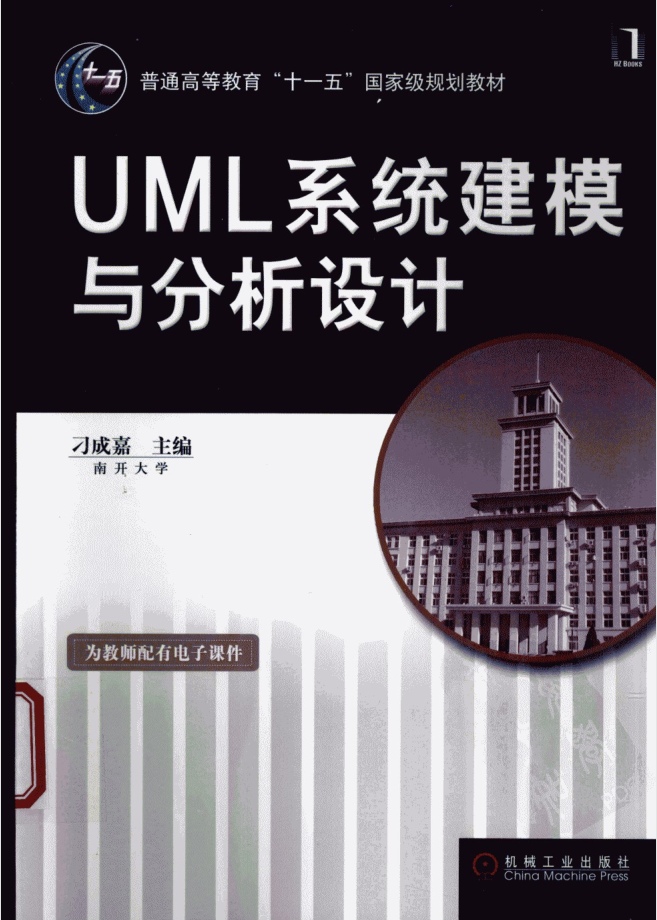 十一五
普通高等教育“十一五”国家级规划教材
HZ BOOKS
UML系统建模
与分析设计
刁成嘉 主编
南开大学
为教师配有电子课件
机械工业出版社
China Machine Press